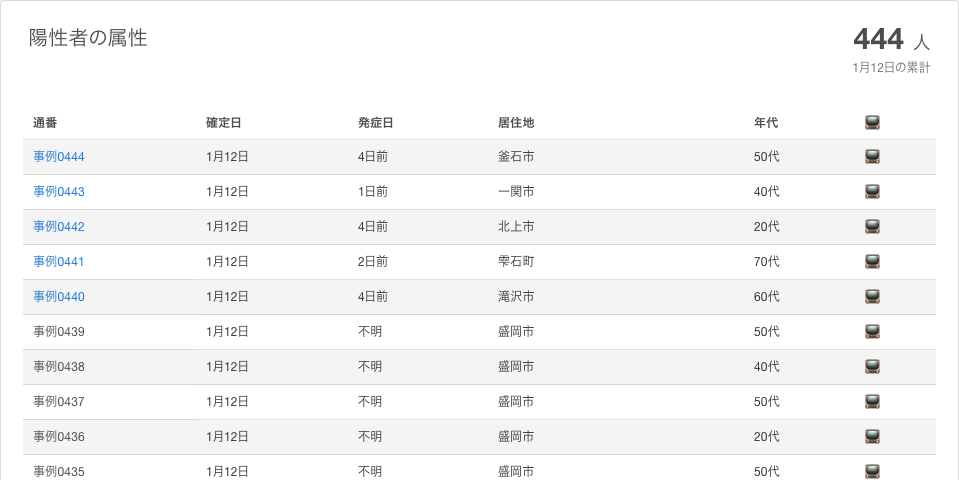 陽性者の属性
444 人
1月12日の累計
通番 確定日 発症日 居住地 年代
事例0444 1月12日 4日前 釜石市 50代
事例0443 1月12日 1日前 一関市 40代
事例0442 1月12日 4日前 北上市 20代
事例0441 1月12日 2日前 雫石町 70代
事例0440 1月12日 4日前 滝沢市 60代
事例0439 1月12日 不明 盛岡市 50代
事例0438 1月12日 不明 盛岡市 40代
事例0437 1月12日 不明 盛岡市 50代
事例0436 1月12日 不明 盛岡市 20代
事例0435 1月12日 不明 盛岡市 50代